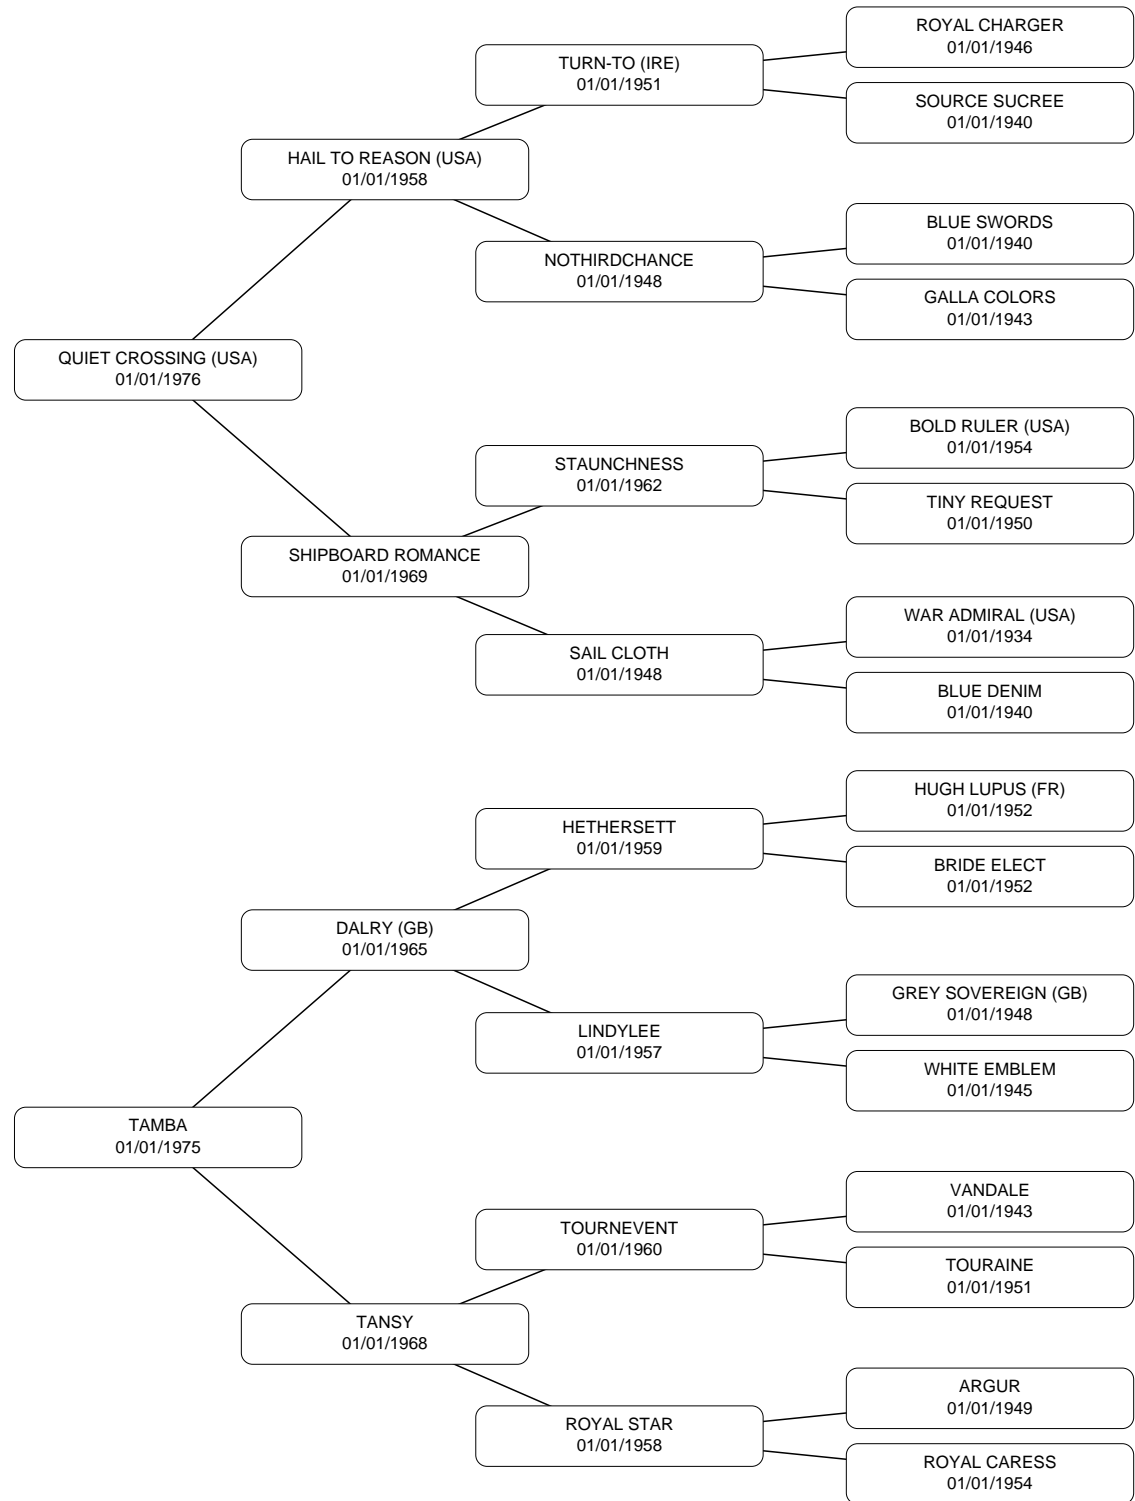 ROYAL CHARGER
01/01/1946
TURN-TO (IRE)
01/01/1951
SOURCE SUCREE
01/01/1940
HAIL TO REASON (USA)
01/01/1958
BLUE SWORDS
01/01/1940
NOTHIRDCHANCE
01/01/1948
GALLA COLORS
01/01/1943
QUIET CROSSING (USA)
01/01/1976
BOLD RULER (USA)
01/01/1954
STAUNCHNESS
01/01/1962
TINY REQUEST
01/01/1950
SHIPBOARD ROMANCE
01/01/1969
WAR ADMIRAL (USA)
01/01/1934
SAIL CLOTH
01/01/1948
BLUE DENIM
01/01/1940
HUGH LUPUS (FR)
01/01/1952
HETHERSETT
01/01/1959
BRIDE ELECT
01/01/1952
DALRY (GB)
01/01/1965
GREY SOVEREIGN (GB)
01/01/1948
LINDYLEE
01/01/1957
WHITE EMBLEM
01/01/1945
TAMBA
01/01/1975
VANDALE
01/01/1943
TOURNEVENT
01/01/1960
TOURAINE
01/01/1951
TANSY
01/01/1968
ARGUR
01/01/1949
ROYAL STAR
01/01/1958
ROYAL CARESS
01/01/1954